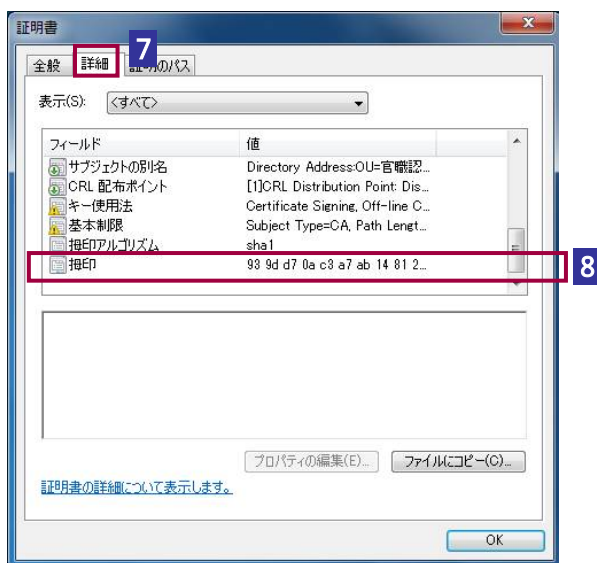 証明書
7
全般 詳細 証明のパス
表示(S): <すべて>
フィールド 値
サブジェクトの別名 Directory Address:OU=官職認...
CRL 配布ポイント [1]CRL Distribution Point: Dis...
キー使用法 Certificate Signing, Off-line C...
基本制限 Subject Type=CA, Path Lengt...
拇印アルゴリズム sha1
拇印 93 9d d7 0a c3 a7 ab 14 81 2...
8
プロパティの編集(E)... ファイルにコピー(C)...
証明書の詳細について表示します。
OK